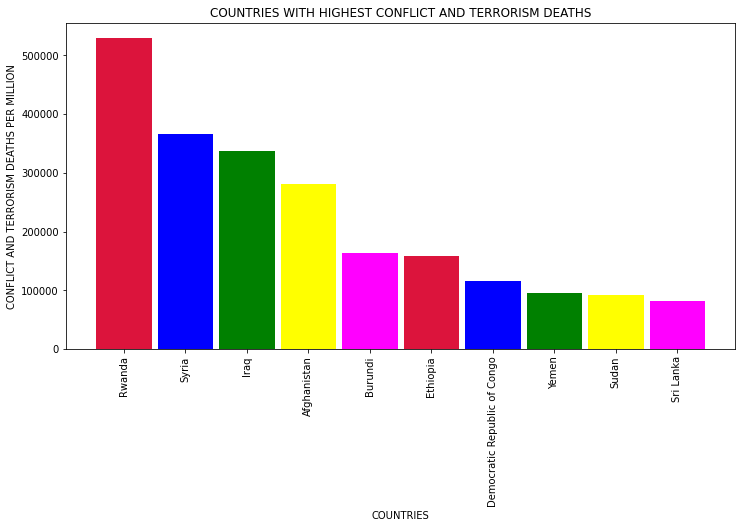 COUNTRIES WITH HIGHEST CONFLICT AND TERRORISM DEATHS
CONFLICT AND TERRORISM DEATHS PER MILLION
500000
400000
300000
200000
100000
0
Rwanda
Syria
Iraq
Afghanistan
Burundi
Ethiopia
Democratic Republic of Congo
Yemen
Sudan
Sri Lanka
COUNTRIES